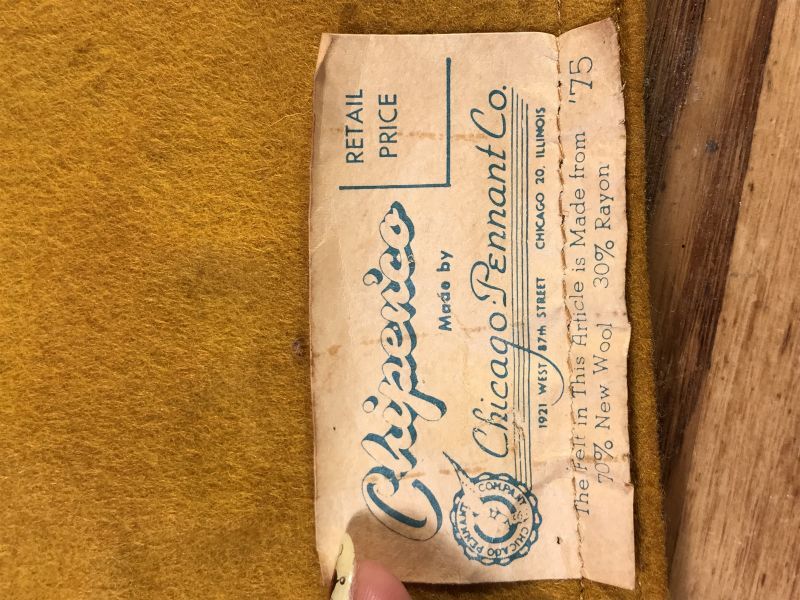 Chipenco
RETAIL
PRICE
Made by
Chicago Pennant Co.
1921 WEST 87th STREET CHICAGO 20, ILLINOIS
CHICAGO PENNANT COMPANY
The Felt in This Article is Made from
70% New Wool 30% Rayon
'75